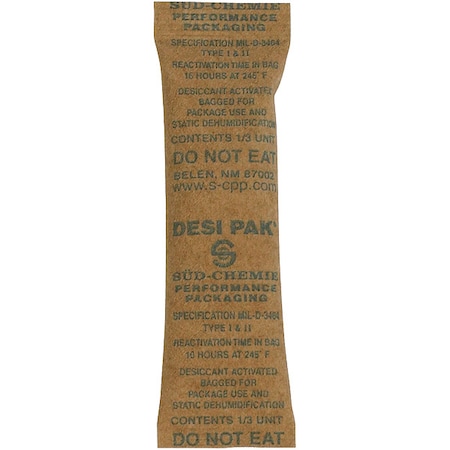 SÜD-CHEMIE
PERFORMANCE
PACKAGING
SPECIFICATION MIL-D-3464
TYPE I & II
REACTIVATION TIME IN BAG
16 HOURS AT 245° F
DESICCANT ACTIVATED
BAGGED FOR
PACKAGE USE AND
STATIC DEHUMIDIFICATION
CONTENTS 1/3 UNIT
DO NOT EAT
BELEN, NM 87002
www.s-cpp.com
DESI PAK®
S
SÜD-CHEMIE
PERFORMANCE
PACKAGING
SPECIFICATION MIL-D-3464
TYPE I & II
REACTIVATION TIME IN BAG
16 HOURS AT 245° F
DESICCANT ACTIVATED
BAGGED FOR
PACKAGE USE AND
STATIC DEHUMIDIFICATION
CONTENTS 1/3 UNIT
DO NOT EAT